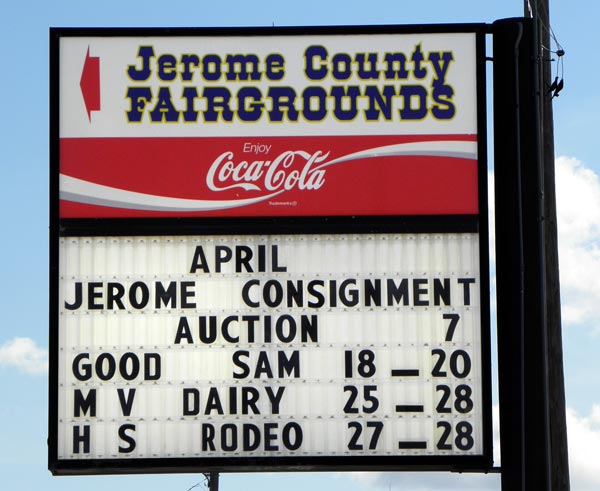 Jerome County
FAIRGROUNDS
Enjoy
Coca-Cola
Trademark®
APRIL
JEROME CONSIGNMENT
AUCTION 7
GOOD SAM 18 — 20
M V DAIRY 25 — 28
H S RODEO 27 — 28